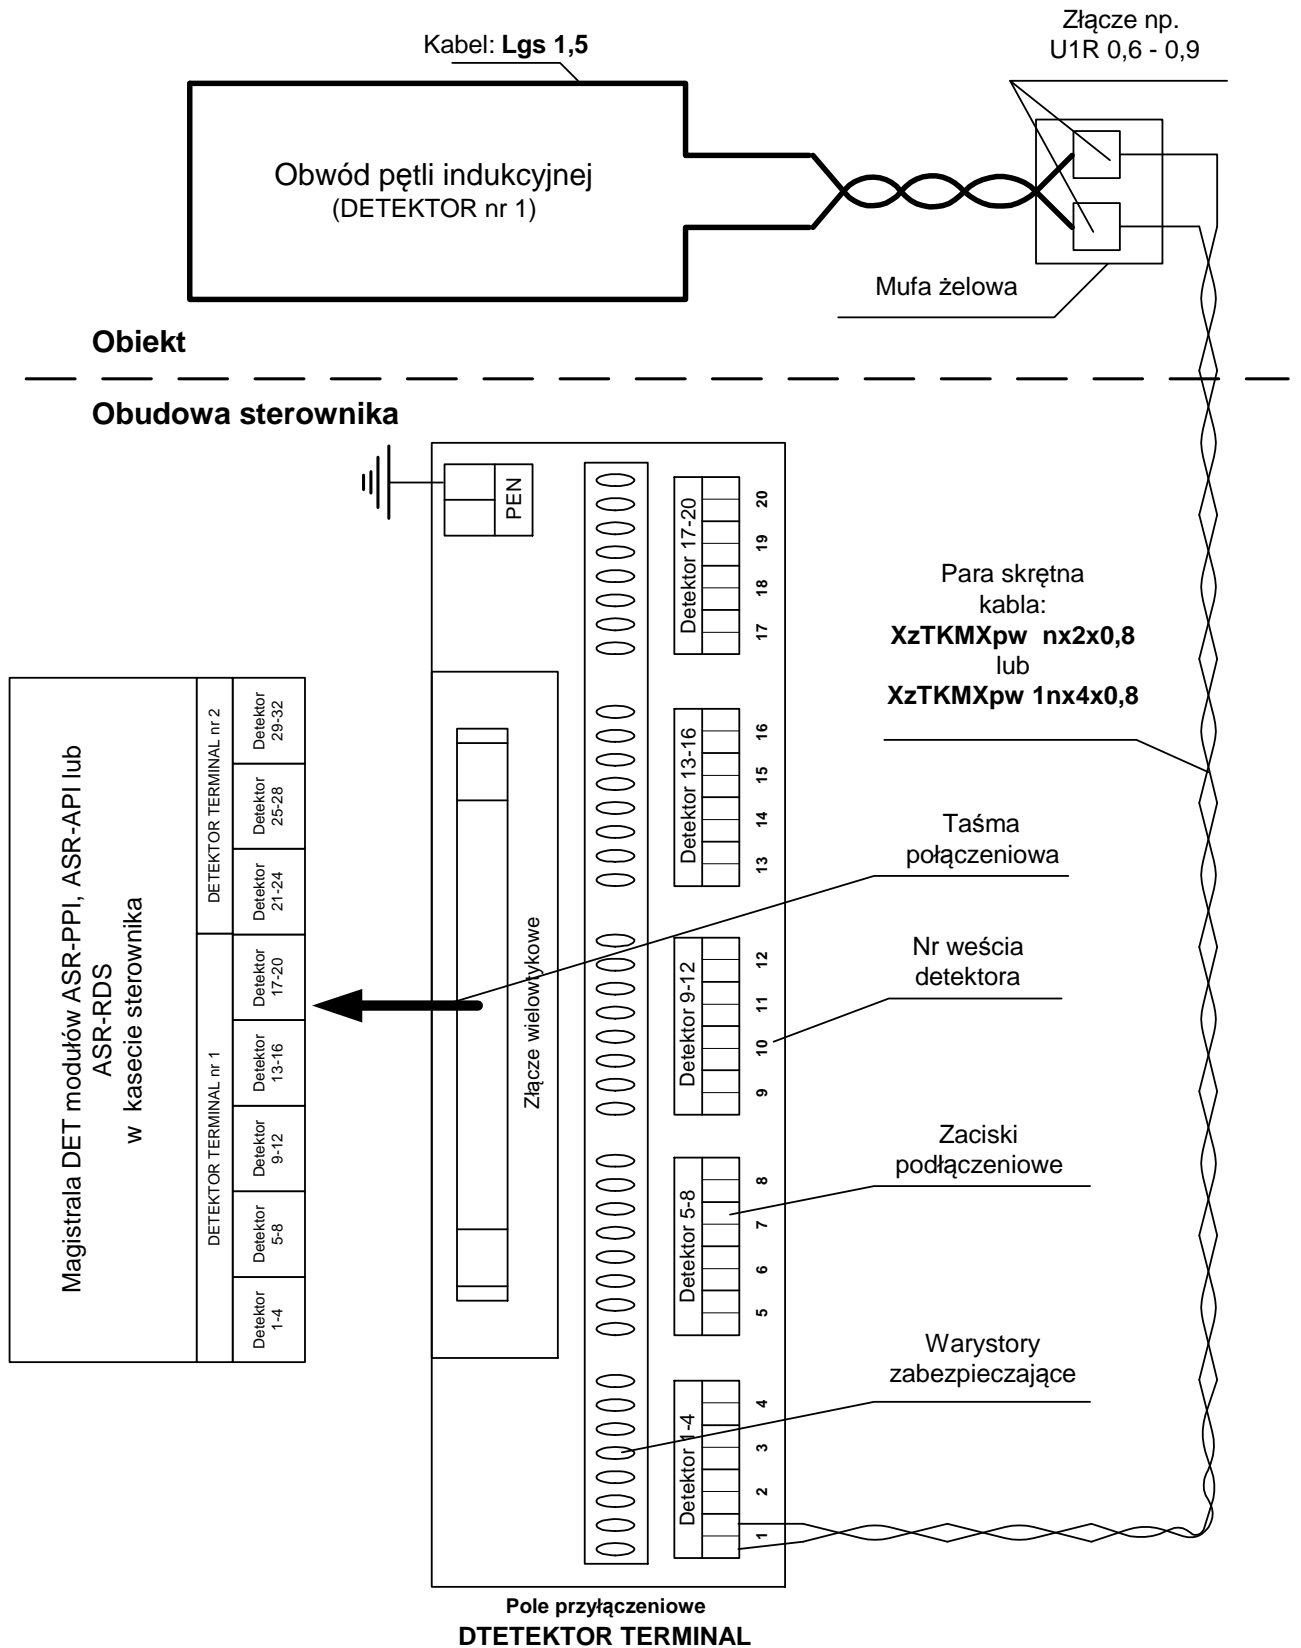 Kabel: Lgs 1,5
Złącze np.
U1R 0,6 - 0,9
Obwód pętli indukcyjnej
(DETEKTOR nr 1)
Mufa żelowa
Obiekt
Obudowa sterownika
PEN
Detektor 17-20
20
19
18
17
Para skrętna
kabla:
XzTKMXpw nx2x0,8
lub
XzTKMXpw 1nx4x0,8
Magistrala DET modułów ASR-PPI, ASR-API lub
ASR-RDS
w kasecie sterownika
DETEKTOR TERMINAL nr 2
DETEKTOR TERMINAL nr 1
Detektor
29-32
Detektor
25-28
Detektor
21-24
Detektor
17-20
Detektor
13-16
Detektor
9-12
Detektor
5-8
Detektor
1-4
Złącze wielowtykowe
Detektor 13-16
16
15
14
13
Taśma
połączeniowa
Detektor 9-12
12
11
10
9
Nr weścia
detektora
Detektor 5-8
8
7
6
5
Zaciski
podłączeniowe
Detektor 1-4
4
3
2
1
Warystory
zabezpieczające
Pole przyłączeniowe
DTETEKTOR TERMINAL